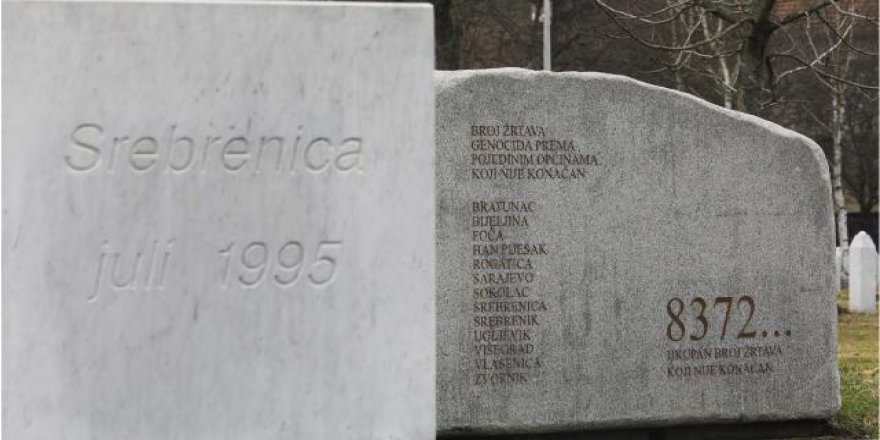 Srebrenica
juli 1995
BROJ ŽRTAVA
GENOCIDA PREMA
POJEDINIM OPĆINAMA
KOJI NIJE KONAČAN
BRATUNAC
BIJELJINA
FOČA
HAN PIJESAK
ROGATICA
SARAJEVO
SOKOLAC
SREBRENICA
SREBRENIK
UGLJEVIK
VIŠEGRAD
VLASENICA
ZVORNIK
8372...
UKUPAN BROJ ŽRTAVA
KOJI NIJE KONAČAN